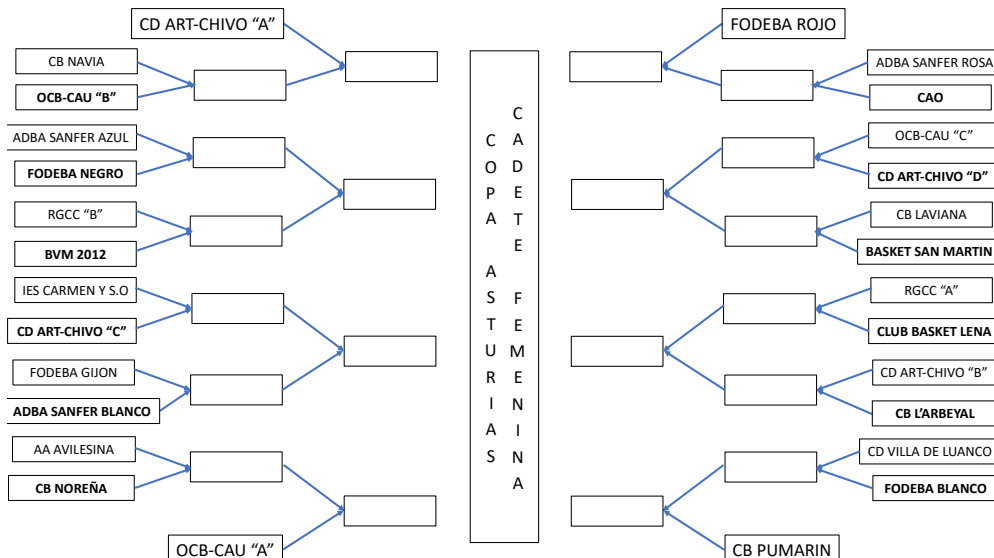 CD ART-CHIVO “A”
CB NAVIA
OCB-CAU “B”
ADBA SANFER AZUL
FODEBA NEGRO
RGCC “B”
BVM 2012
IES CARMEN Y S.O
CD ART-CHIVO “C”
FODEBA GIJON
ADBA SANFER BLANCO
AA AVILESINA
CB NOREÑA
OCB-CAU “A”
COPA ASTURIAS
CADETE FEMENINA
FODEBA ROJO
ADBA SANFER ROSA
CAO
OCB-CAU “C”
CD ART-CHIVO “D”
CB LAVIANA
BASKET SAN MARTIN
RGCC “A”
CLUB BASKET LENA
CD ART-CHIVO “B”
CB L’ARBEYAL
CD VILLA DE LUANCO
FODEBA BLANCO
CB PUMARIN